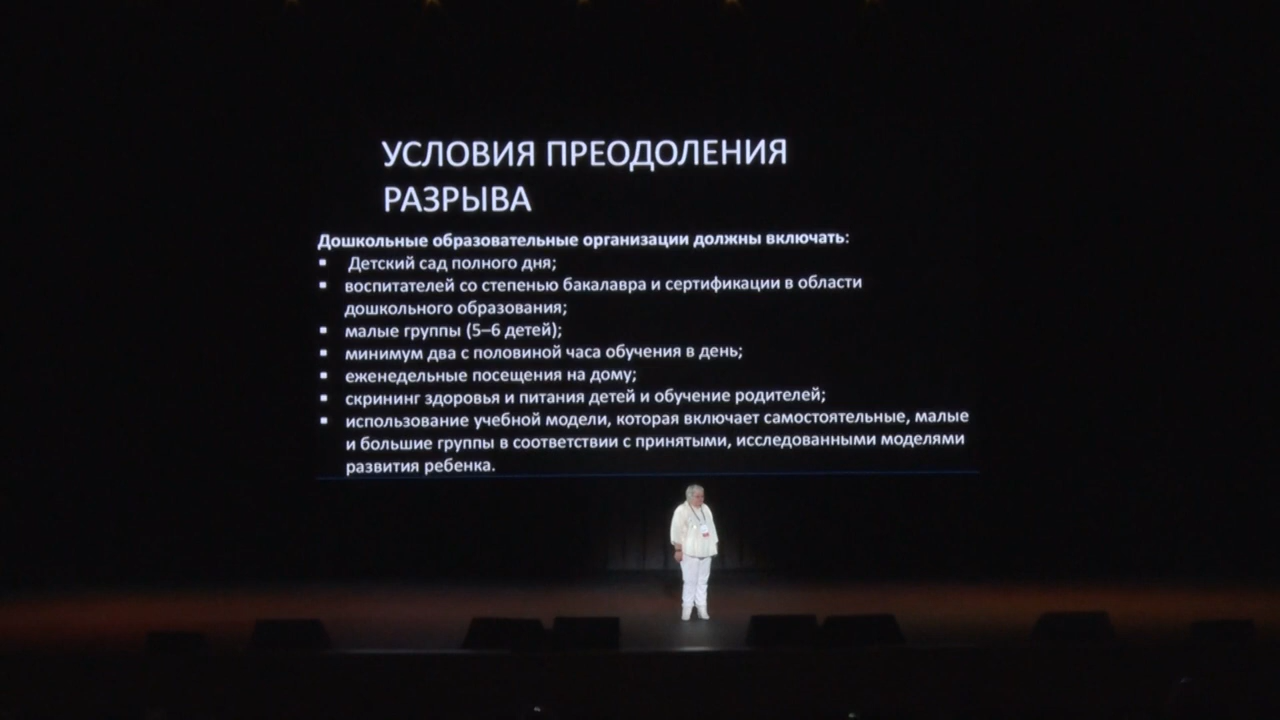 УСЛОВИЯ ПРЕОДОЛЕНИЯ
РАЗРЫВА
Дошкольные образовательные организации должны включать:
▪ Детский сад полного дня;
▪ воспитателей со степенью бакалавра и сертификации в области
дошкольного образования;
▪ малые группы (5–6 детей);
▪ минимум два с половиной часа обучения в день;
▪ еженедельные посещения на дому;
▪ скрининг здоровья и питания детей и обучение родителей;
▪ использование учебной модели, которая включает самостоятельные, малые
и большие группы в соответствии с принятыми, исследованными моделями
развития ребенка.